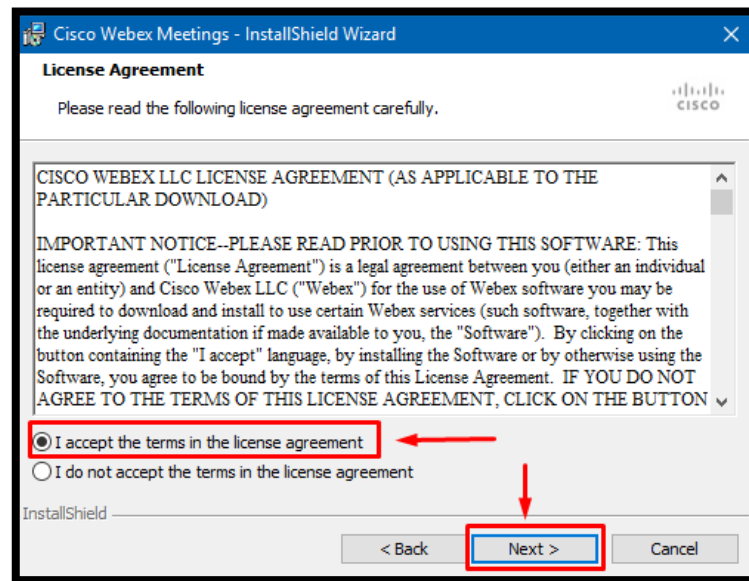 Cisco Webex Meetings - InstallShield Wizard
License Agreement
Please read the following license agreement carefully.
CISCO
CISCO WEBEX LLC LICENSE AGREEMENT (AS APPLICABLE TO THE
PARTICULAR DOWNLOAD)
IMPORTANT NOTICE--PLEASE READ PRIOR TO USING THIS SOFTWARE: This
license agreement ("License Agreement") is a legal agreement between you (either an individual
or an entity) and Cisco Webex LLC ("Webex") for the use of Webex software you may be
required to download and install to use certain Webex services (such software, together with
the underlying documentation if made available to you, the "Software").  By clicking on the
button containing the "I accept" language, by installing the Software or by otherwise using the
Software, you agree to be bound by the terms of this License Agreement.  IF YOU DO NOT
AGREE TO THE TERMS OF THIS LICENSE AGREEMENT, CLICK ON THE BUTTON
I accept the terms in the license agreement
I do not accept the terms in the license agreement
InstallShield
< Back Next > Cancel